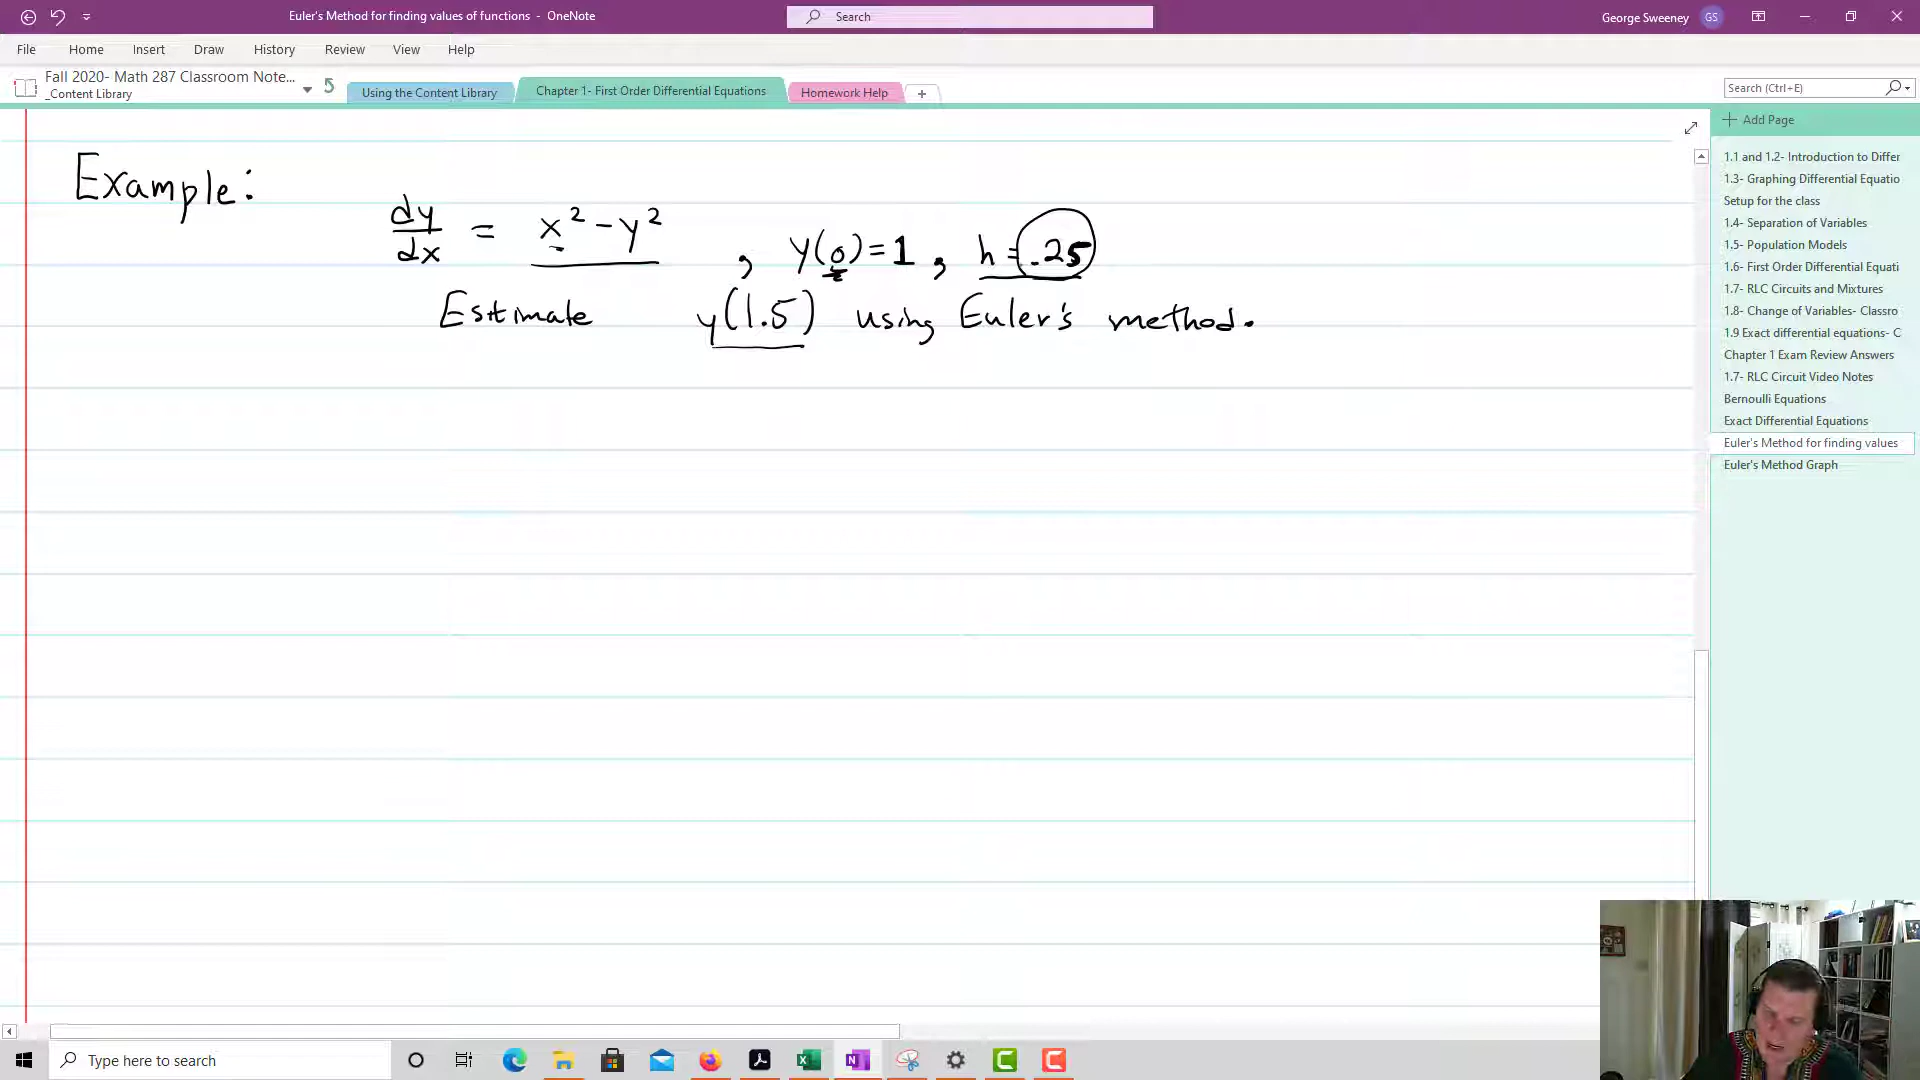 Euler's Method for finding values of functions - OneNote
Search
George Sweeney
GS
File Home Insert Draw History Review View Help
Fall 2020- Math 287 Classroom Note...
_Content Library
Using the Content Library
Chapter 1- First Order Differential Equations
Homework Help
+
Search (Ctrl+E)
Add Page
Example:
dy/dx = x² - y² , y(0)=1 , h = .25
Estimate y(1.5) using Euler's method.
1.1 and 1.2- Introduction to Differ
1.3- Graphing Differential Equatio
Setup for the class
1.4- Separation of Variables
1.5- Population Models
1.6- First Order Differential Equati
1.7- RLC Circuits and Mixtures
1.8- Change of Variables- Classro
1.9 Exact differential equations- C
Chapter 1 Exam Review Answers
1.7- RLC Circuit Video Notes
Bernoulli Equations
Exact Differential Equations
Euler's Method for finding values
Euler's Method Graph
Type here to search